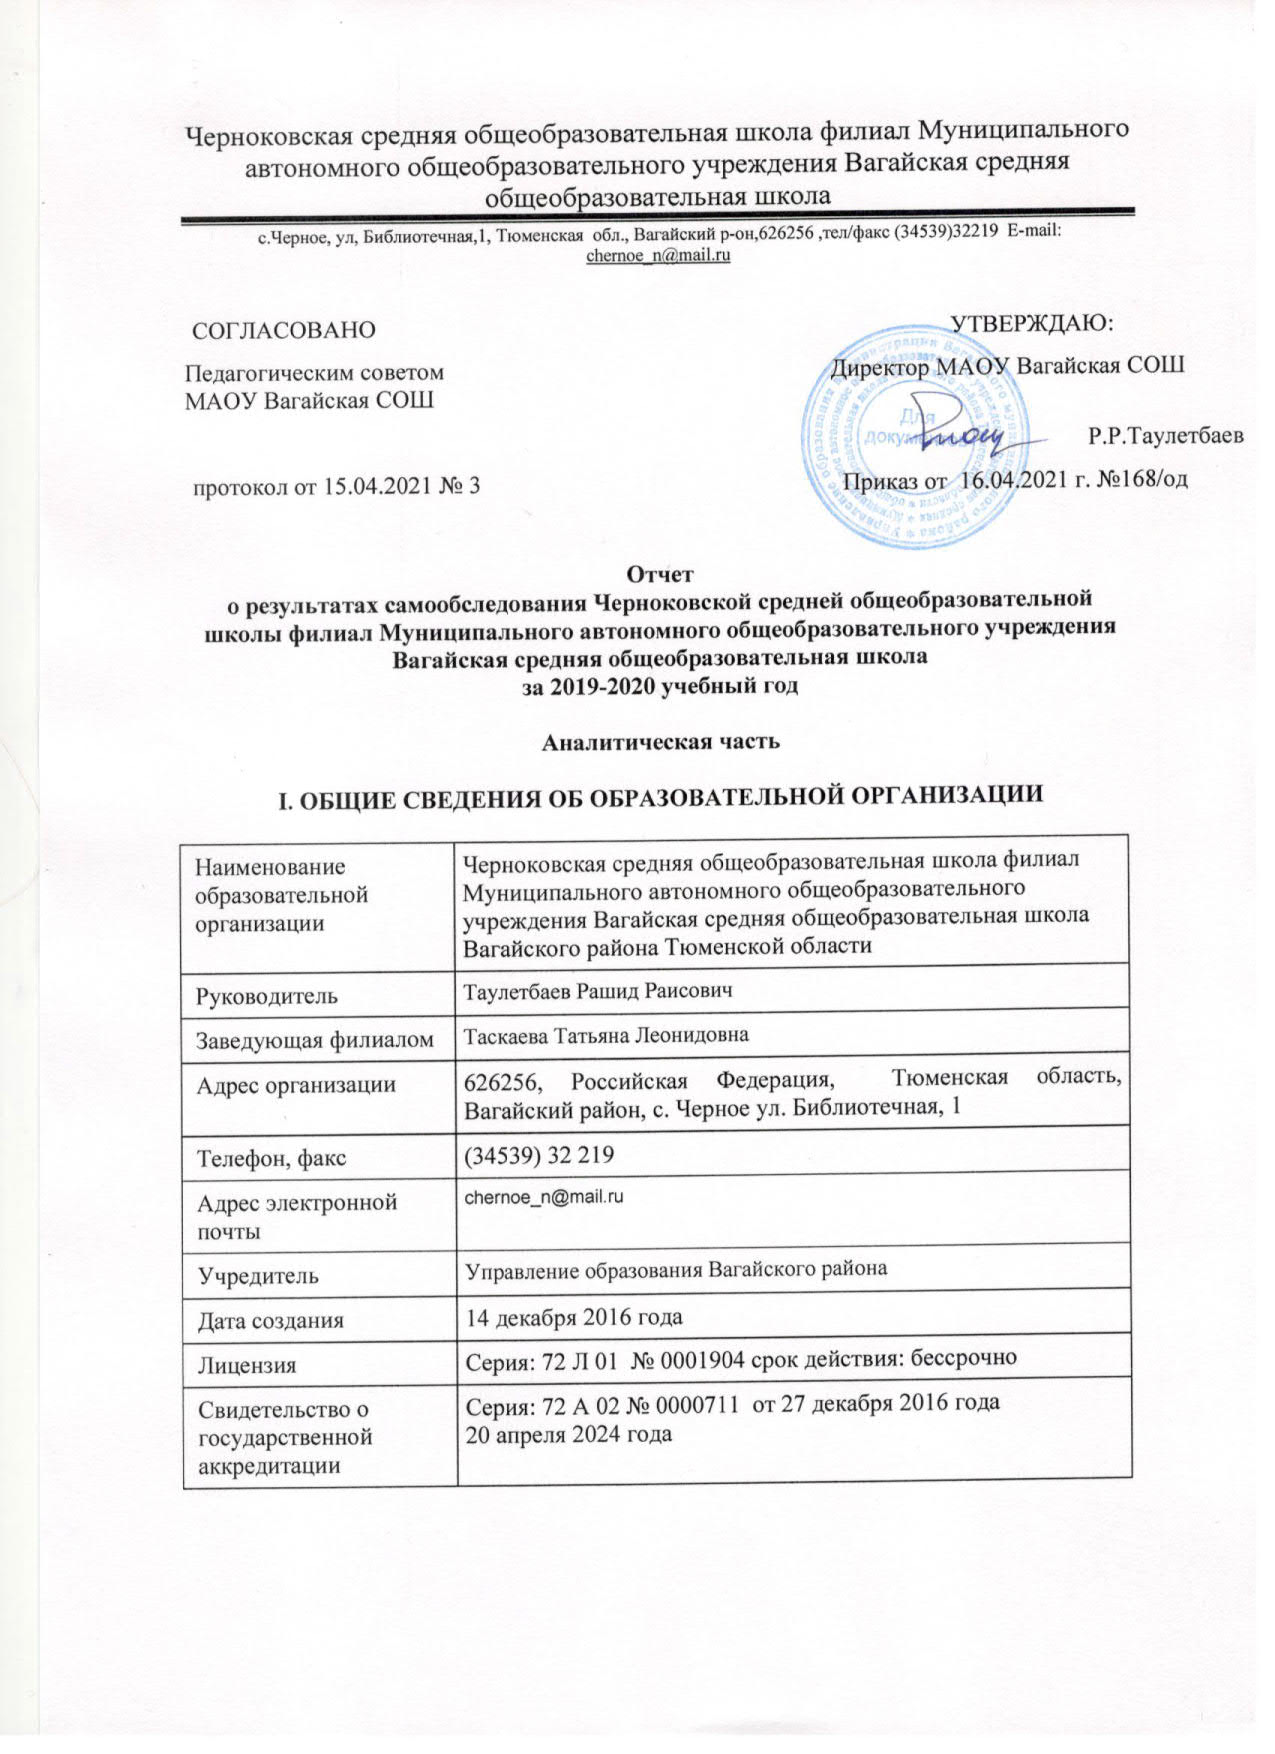 Черноковская средняя общеобразовательная школа филиал Муниципального
автономного общеобразовательного учреждения Вагайская средняя
общеобразовательная школа
с.Черное, ул, Библиотечная,1, Тюменская обл., Вагайский р-он,626256 ,тел/факс (34539)32219 E-mail:
chernoe_n@mail.ru
СОГЛАСОВАНО
Педагогическим советом
МАОУ Вагайская СОШ
протокол от 15.04.2021 № 3
УТВЕРЖДАЮ:
Директор МАОУ Вагайская СОШ
Для
документов
Р.Р.Таулетбаев
Приказ от 16.04.2021 г. №168/од
Отчет
о результатах самообследования Черноковской средней общеобразовательной
школы филиал Муниципального автономного общеобразовательного учреждения
Вагайская средняя общеобразовательная школа
за 2019-2020 учебный год
Аналитическая часть
I. ОБЩИЕ СВЕДЕНИЯ ОБ ОБРАЗОВАТЕЛЬНОЙ ОРГАНИЗАЦИИ
Наименование
образовательной
организации
Черноковская средняя общеобразовательная школа филиал
Муниципального автономного общеобразовательного
учреждения Вагайская средняя общеобразовательная школа
Вагайского района Тюменской области
Руководитель
Таулетбаев Рашид Раисович
Заведующая филиалом
Таскаева Татьяна Леонидовна
Адрес организации
626256, Российская Федерация, Тюменская область,
Вагайский район, с. Черное ул. Библиотечная, 1
Телефон, факс
(34539) 32 219
Адрес электронной
почты
chernoe_n@mail.ru
Учредитель
Управление образования Вагайского района
Дата создания
14 декабря 2016 года
Лицензия
Серия: 72 Л 01 № 0001904 срок действия: бессрочно
Свидетельство о
государственной
аккредитации
Серия: 72 А 02 № 0000711 от 27 декабря 2016 года
20 апреля 2024 года